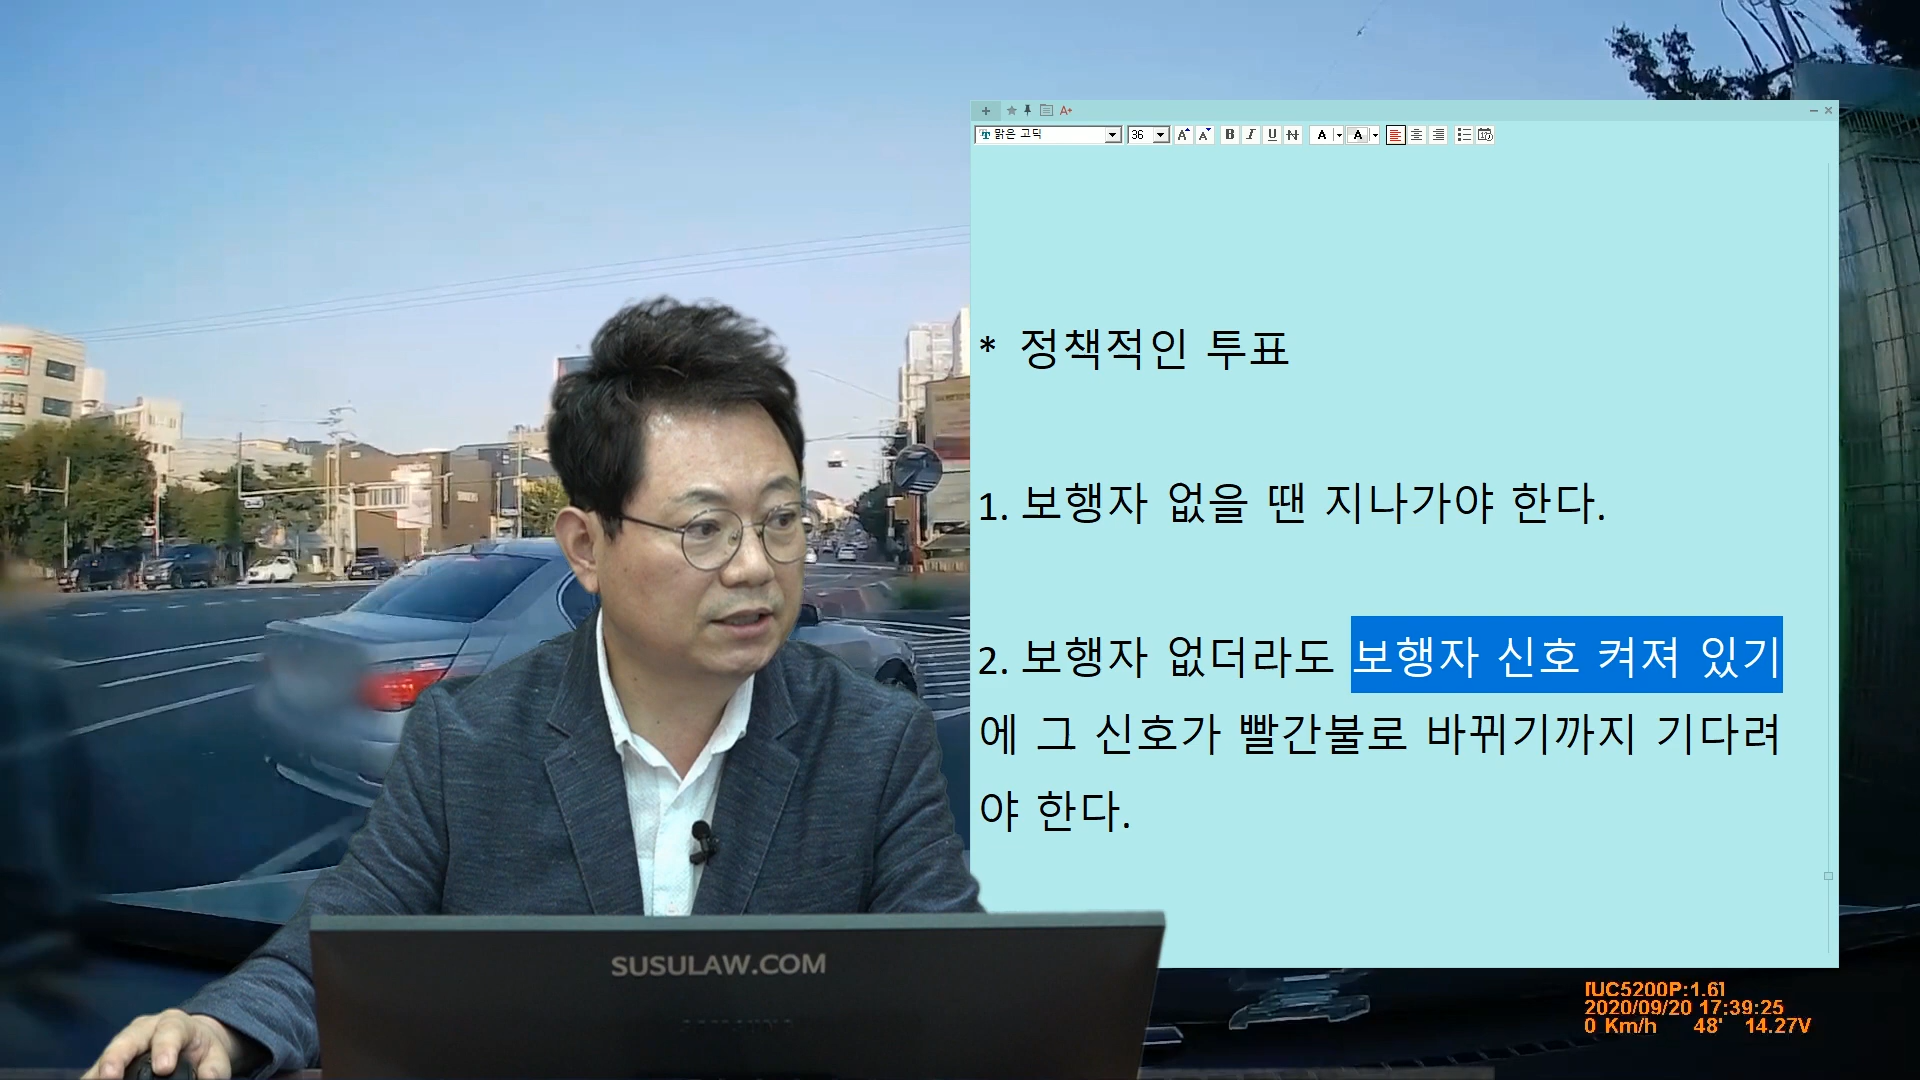 맑은 고딕
36
* 정책적인 투표
1. 보행자 없을 땐 지나가야 한다.
2. 보행자 없더라도 보행자 신호 켜져 있기
에 그 신호가 빨간불로 바뀌기까지 기다려
야 한다.
SUSULAW.COM
SAMSUNG
[UC5200P:1.6]
2020/09/20 17:39:25
0 Km/h 48' 14.27V